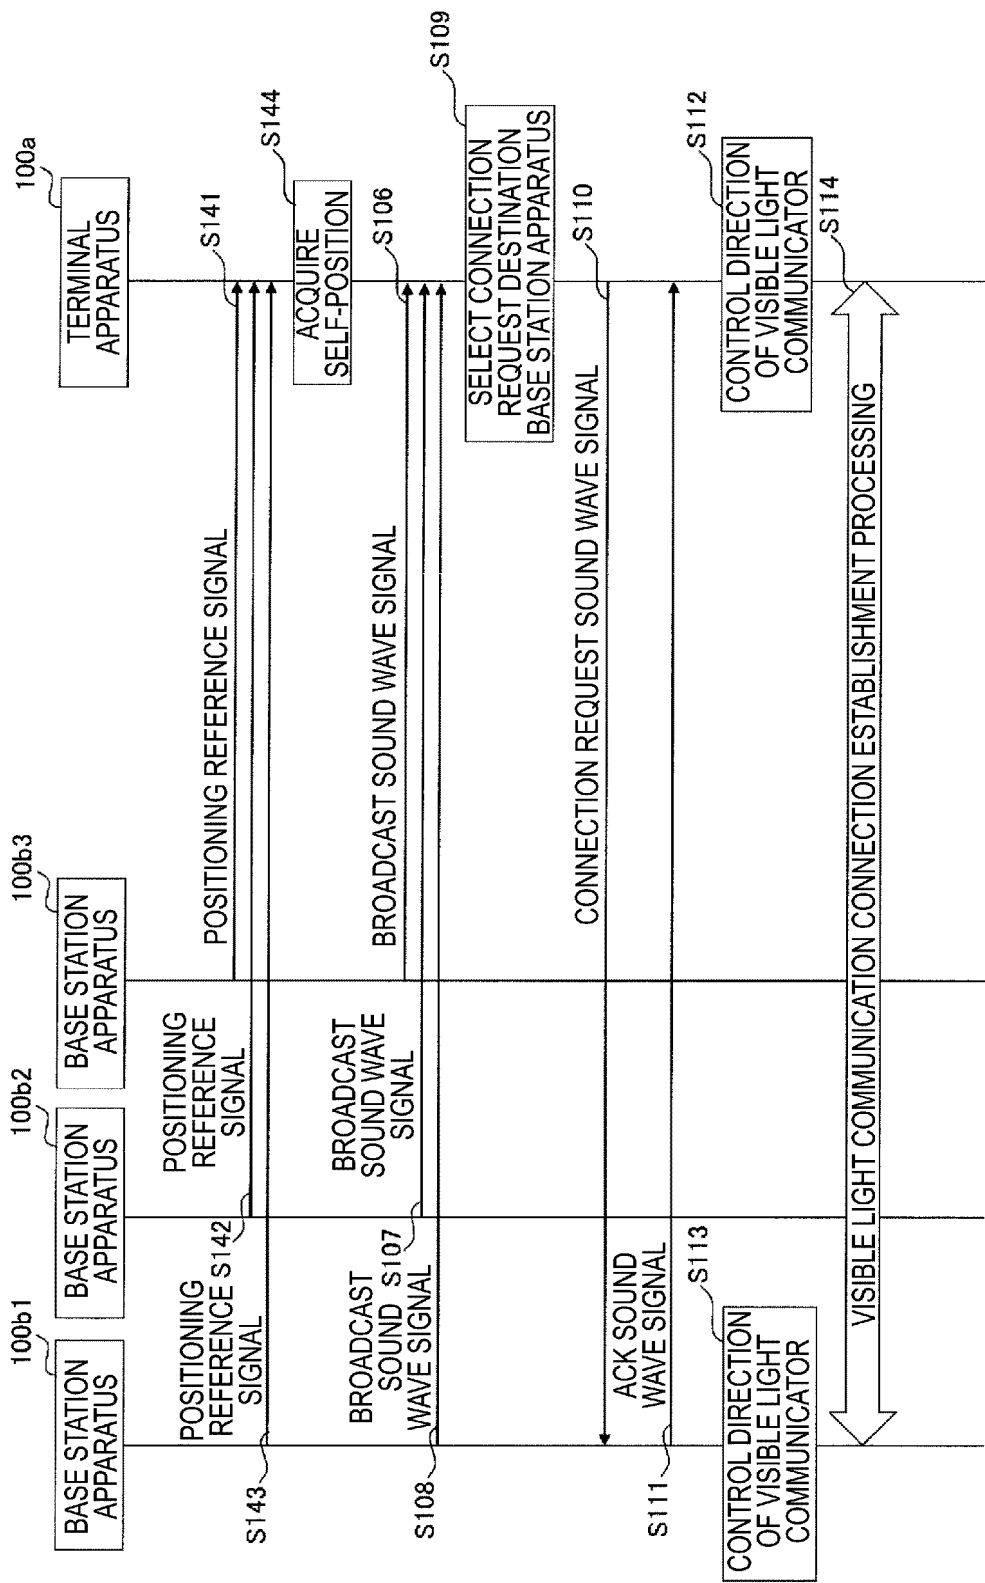 100b1
BASE STATION
APPARATUS
100b2
BASE STATION
APPARATUS
100b3
BASE STATION
APPARATUS
100a
TERMINAL
APPARATUS
POSITIONING REFERENCE SIGNAL
S141
POSITIONING
REFERENCE
SIGNAL
S142
POSITIONING
REFERENCE
SIGNAL
S143
S144
ACQUIRE
SELF-POSITION
BROADCAST SOUND WAVE SIGNAL
S106
BROADCAST
SOUND WAVE
SIGNAL
S107
BROADCAST
SOUND
WAVE SIGNAL
S108
S109
SELECT CONNECTION
REQUEST DESTINATION
BASE STATION APPARATUS
CONNECTION REQUEST SOUND WAVE SIGNAL
S110
ACK SOUND
WAVE SIGNAL
S111
S113
CONTROL DIRECTION
OF VISIBLE LIGHT
COMMUNICATOR
S112
CONTROL DIRECTION
OF VISIBLE LIGHT
COMMUNICATOR
S114
VISIBLE LIGHT COMMUNICATION CONNECTION ESTABLISHMENT PROCESSING